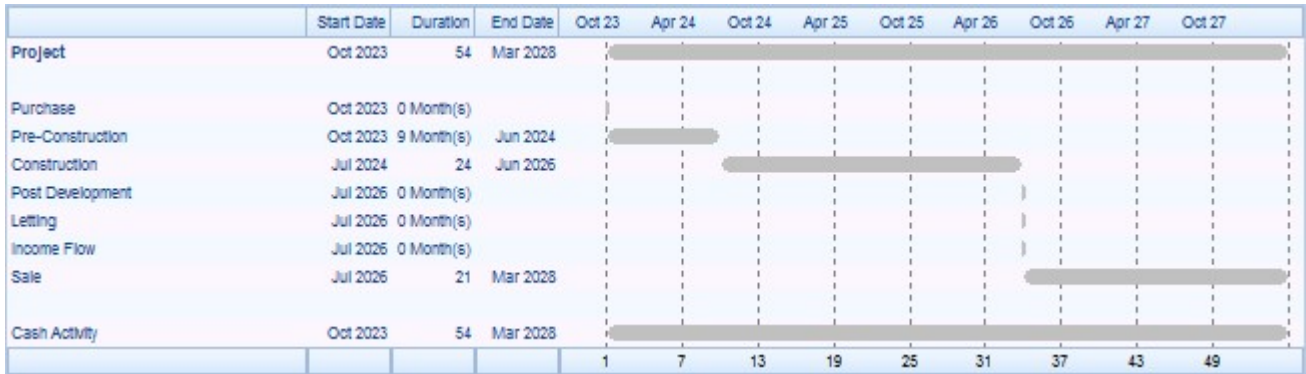 Start Date Duration End Date Oct 23 Apr 24 Oct 24 Apr 25 Oct 25 Apr 26 Oct 26 Apr 27 Oct 27
Project Oct 2023 54 Mar 2028
Purchase Oct 2023 0 Month(s)
Pre-Construction Oct 2023 9 Month(s) Jun 2024
Construction Jul 2024 24 Jun 2026
Post Development Jul 2026 0 Month(s)
Letting Jul 2026 0 Month(s)
Income Flow Jul 2026 0 Month(s)
Sale Jul 2026 21 Mar 2028
Cash Activity Oct 2023 54 Mar 2028
1 7 13 19 25 31 37 43 49